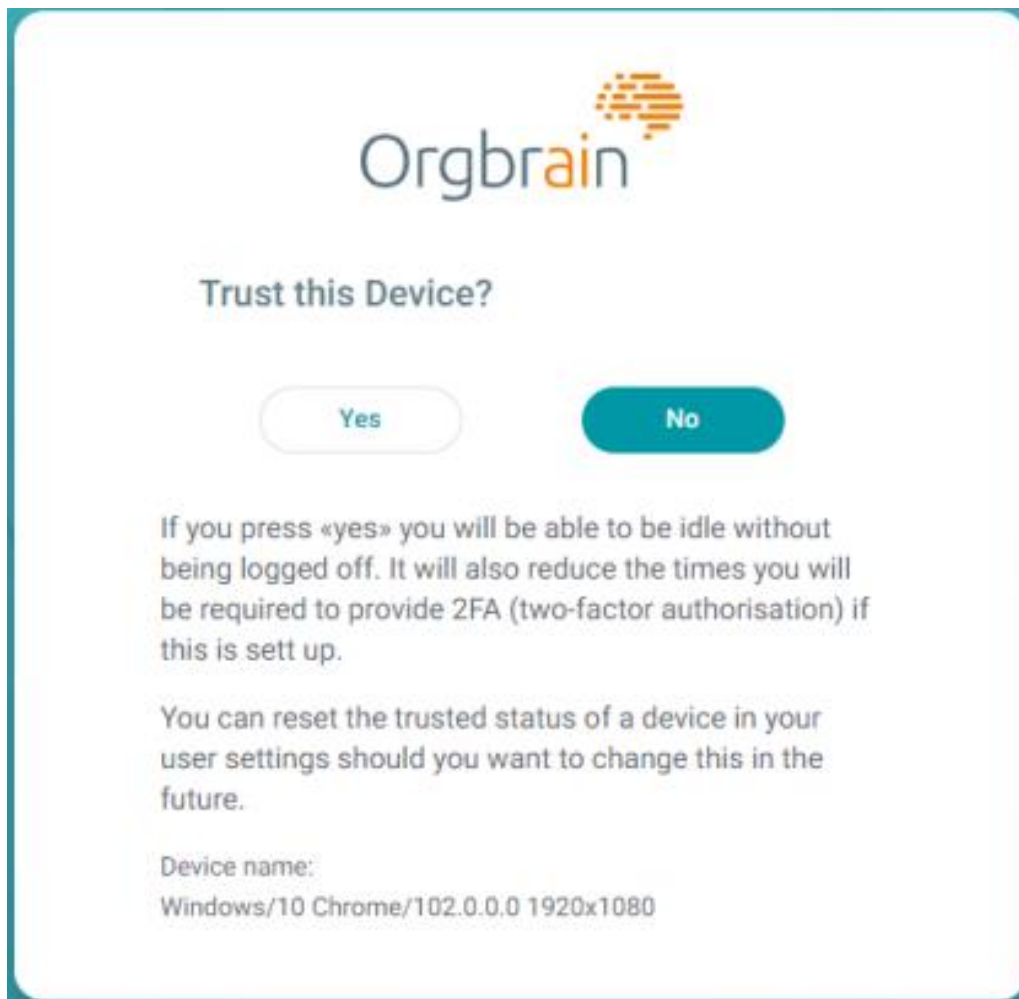 Orgbrain
Trust this Device?
Yes
No
If you press «yes» you will be able to be idle without
being logged off. It will also reduce the times you will
be required to provide 2FA (two-factor authorisation) if
this is sett up.
You can reset the trusted status of a device in your
user settings should you want to change this in the
future.
Device name:
Windows/10 Chrome/102.0.0.0 1920x1080